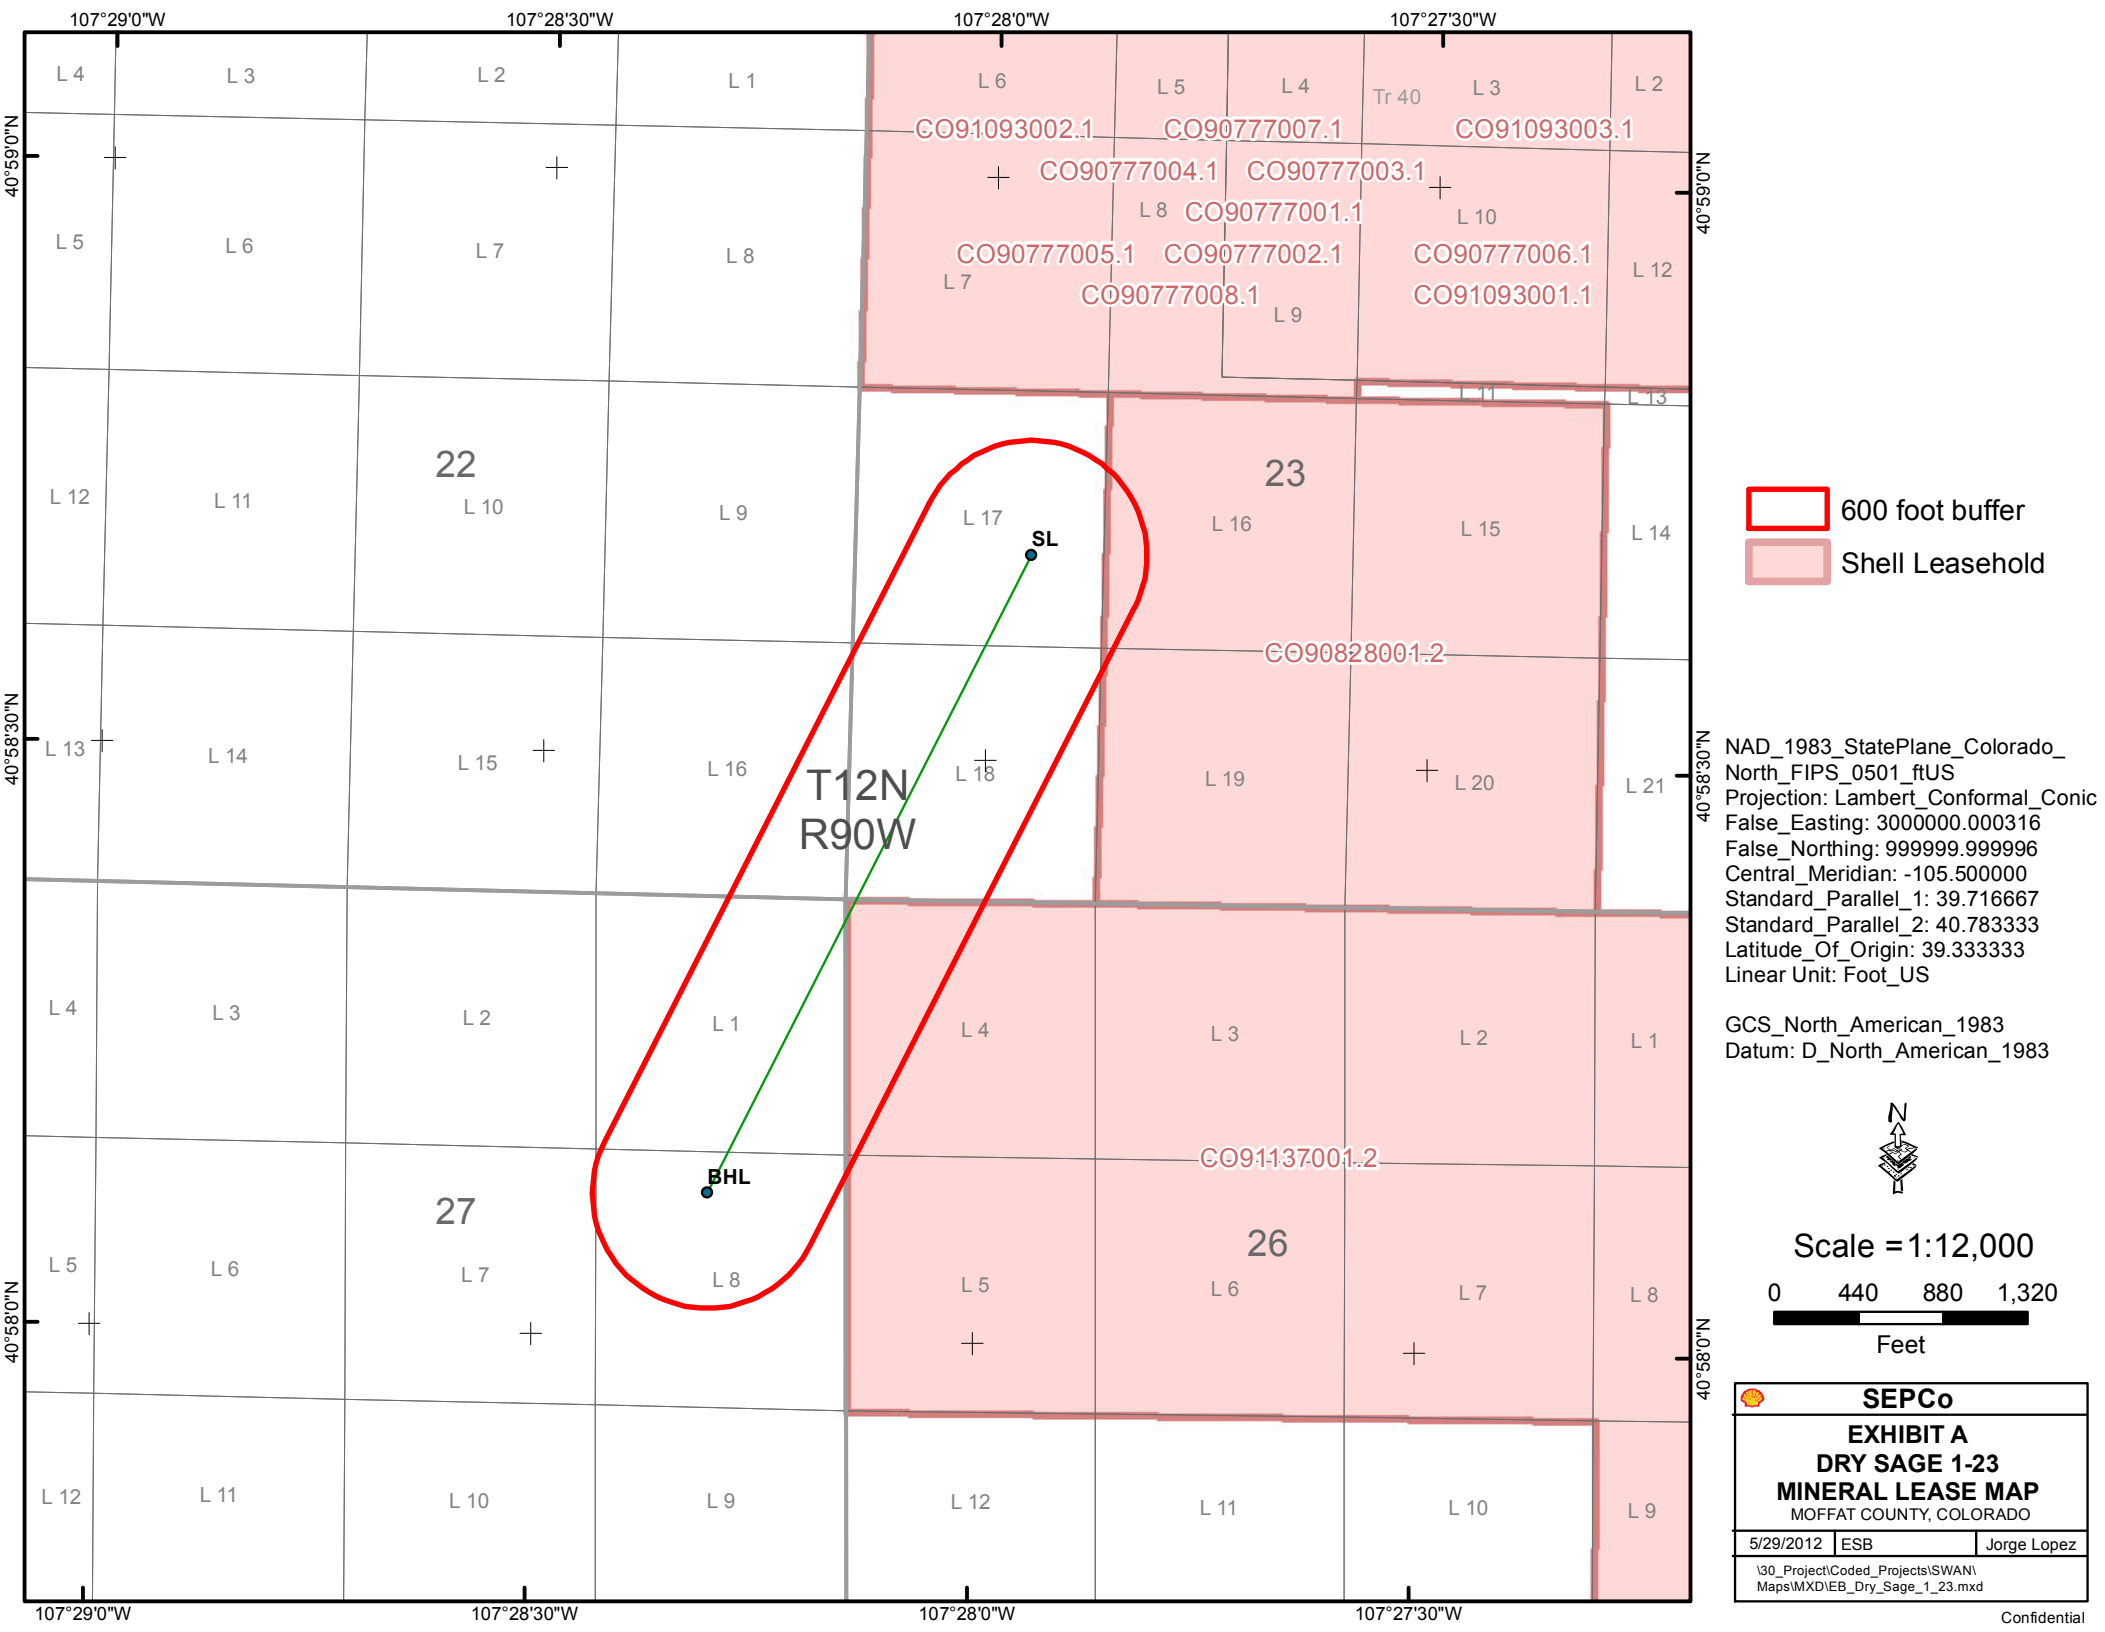 107°29'0"W
107°28'30"W
107°28'0"W
107°27'30"W
L 4
L 3
L 2
L 1
L 6
L 5
L 4
Tr 40
L 3
L 2
CO91093002.1
CO90777007.1
CO91093003.1
40°59'0"N
40°59'0"N
CO90777004.1
CO90777003.1
L 5
L 6
L 7
L 8
L 8
CO90777001.1
L 10
CO90777005.1
CO90777002.1
CO90777006.1
L 12
L 7
CO90777008.1
CO91093001.1
L 9
L 11
L 13
22
23
L 12
L 11
L 10
L 9
L 17
L 16
L 15
L 14
SL
600 foot buffer
Shell Leasehold
CO90828001.2
40°58'30"N
40°58'30"N
L 13
L 14
L 15
L 16
L 18
L 19
L 20
L 21
T12N
R90W
NAD_1983_StatePlane_Colorado_
North_FIPS_0501_ftUS
Projection: Lambert_Conformal_Conic
False_Easting: 3000000.000316
False_Northing: 999999.999996
Central_Meridian: -105.500000
Standard_Parallel_1: 39.716667
Standard_Parallel_2: 40.783333
Latitude_Of_Origin: 39.333333
Linear Unit: Foot_US
GCS_North_American_1983
Datum: D_North_American_1983
L 4
L 3
L 2
L 1
L 4
L 3
L 2
L 1
N
CO91137001.2
BHL
27
26
L 5
L 6
L 7
L 8
L 5
L 6
L 7
L 8
40°58'0"N
40°58'0"N
Scale =1:12,000
0 440 880 1,320
Feet
L 12
L 11
L 10
L 9
L 12
L 11
L 10
L 9
SEPCo
EXHIBIT A
DRY SAGE 1-23
MINERAL LEASE MAP
MOFFAT COUNTY, COLORADO
5/29/2012 ESB Jorge Lopez
\30_Project\Coded_Projects\SWAN\
Maps\MXD\EB_Dry_Sage_1_23.mxd
107°29'0"W
107°28'30"W
107°28'0"W
107°27'30"W
Confidential